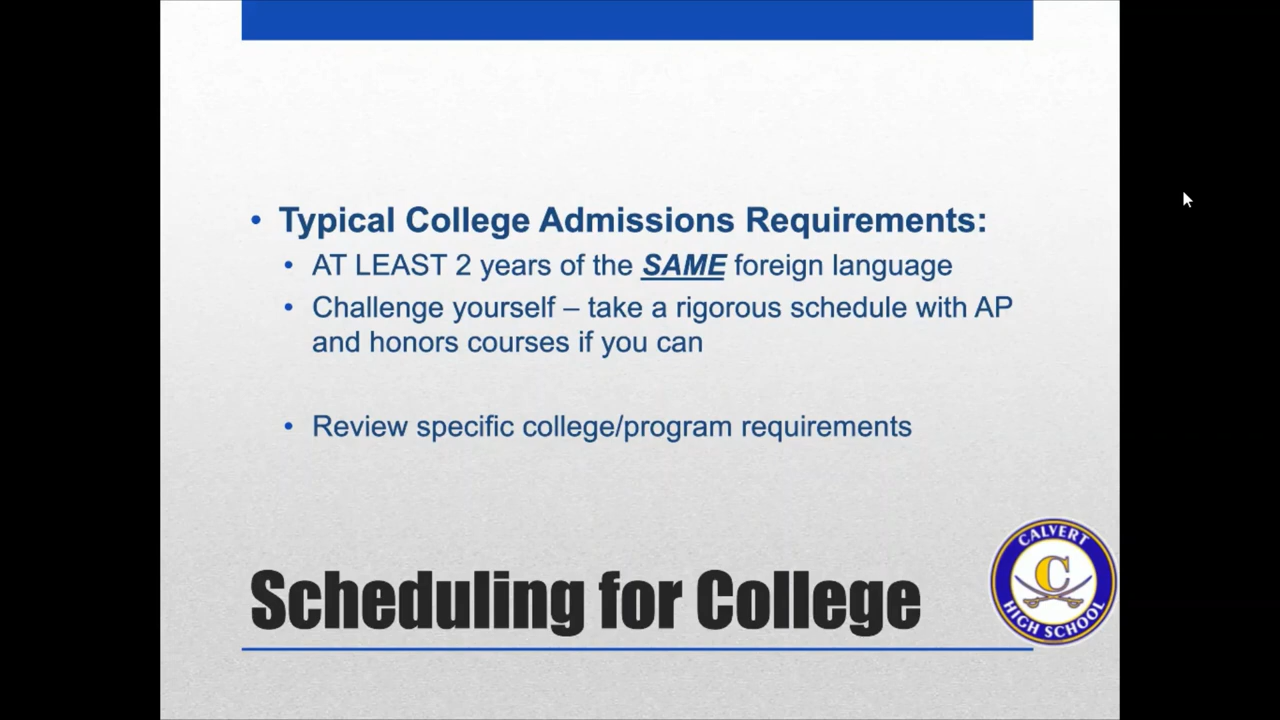 • Typical College Admissions Requirements:
• AT LEAST 2 years of the SAME foreign language
• Challenge yourself – take a rigorous schedule with AP
and honors courses if you can
• Review specific college/program requirements
Scheduling for College
CALVERT
C
HIGH SCHOOL